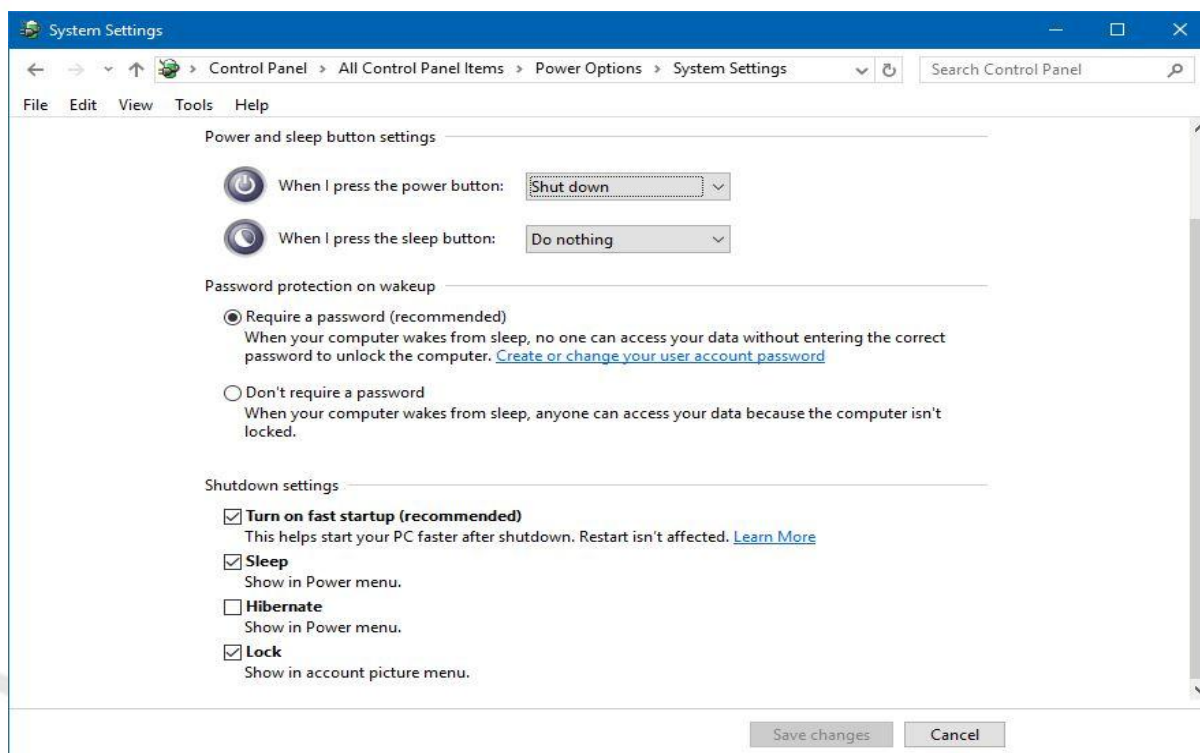 System Settings
Control Panel > All Control Panel Items > Power Options > System Settings
Search Control Panel
File Edit View Tools Help
Power and sleep button settings
When I press the power button: Shut down
When I press the sleep button: Do nothing
Password protection on wakeup
Require a password (recommended)
When your computer wakes from sleep, no one can access your data without entering the correct
password to unlock the computer. Create or change your user account password
Don't require a password
When your computer wakes from sleep, anyone can access your data because the computer isn't
locked.
Shutdown settings
Turn on fast startup (recommended)
This helps start your PC faster after shutdown. Restart isn't affected. Learn More
Sleep
Show in Power menu.
Hibernate
Show in Power menu.
Lock
Show in account picture menu.
Save changes Cancel